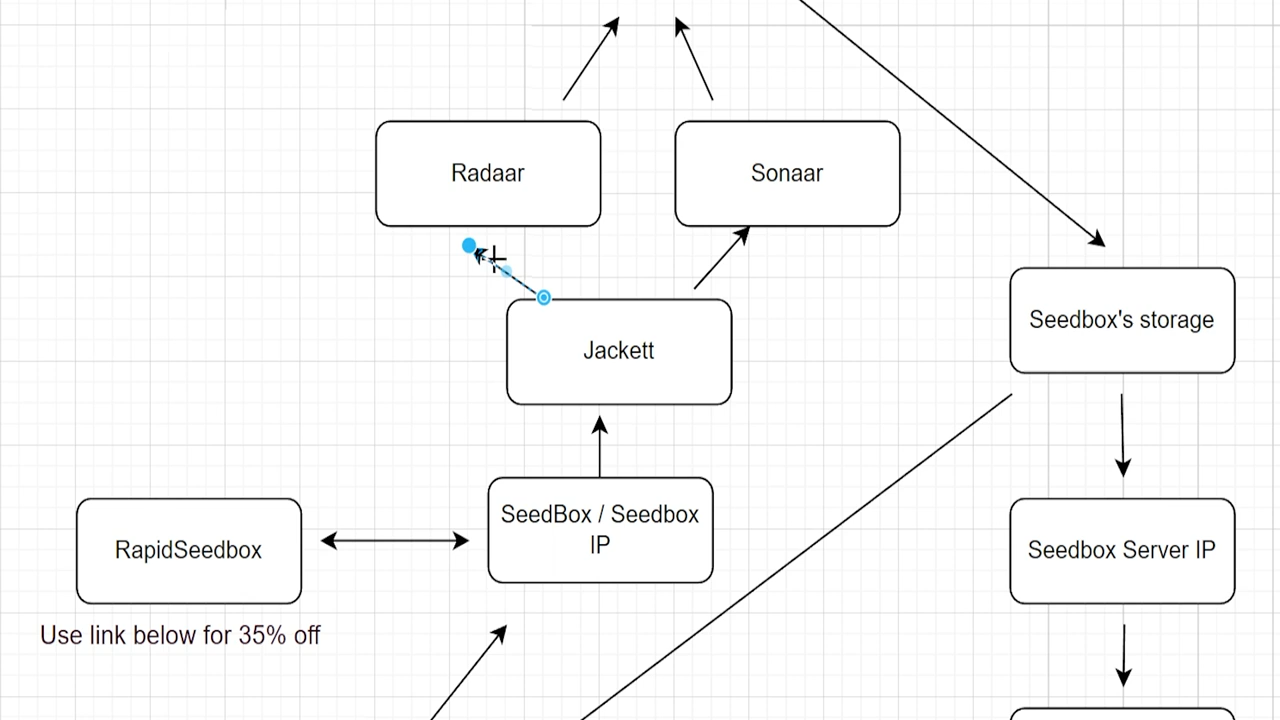 Radaar
Sonaar
Seedbox's storage
Jackett
SeedBox / Seedbox
IP
RapidSeedbox
Seedbox Server IP
Use link below for 35% off